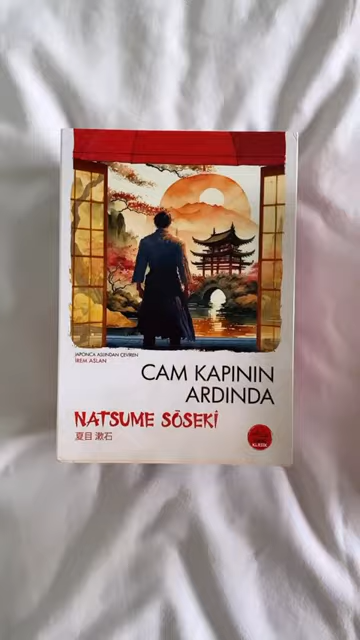 JAPONCA ASLINDAN ÇEVİREN
İREM ASLAN
CAM KAPININ
ARDINDA
NATSUME SŌSEKİ
夏目 漱石